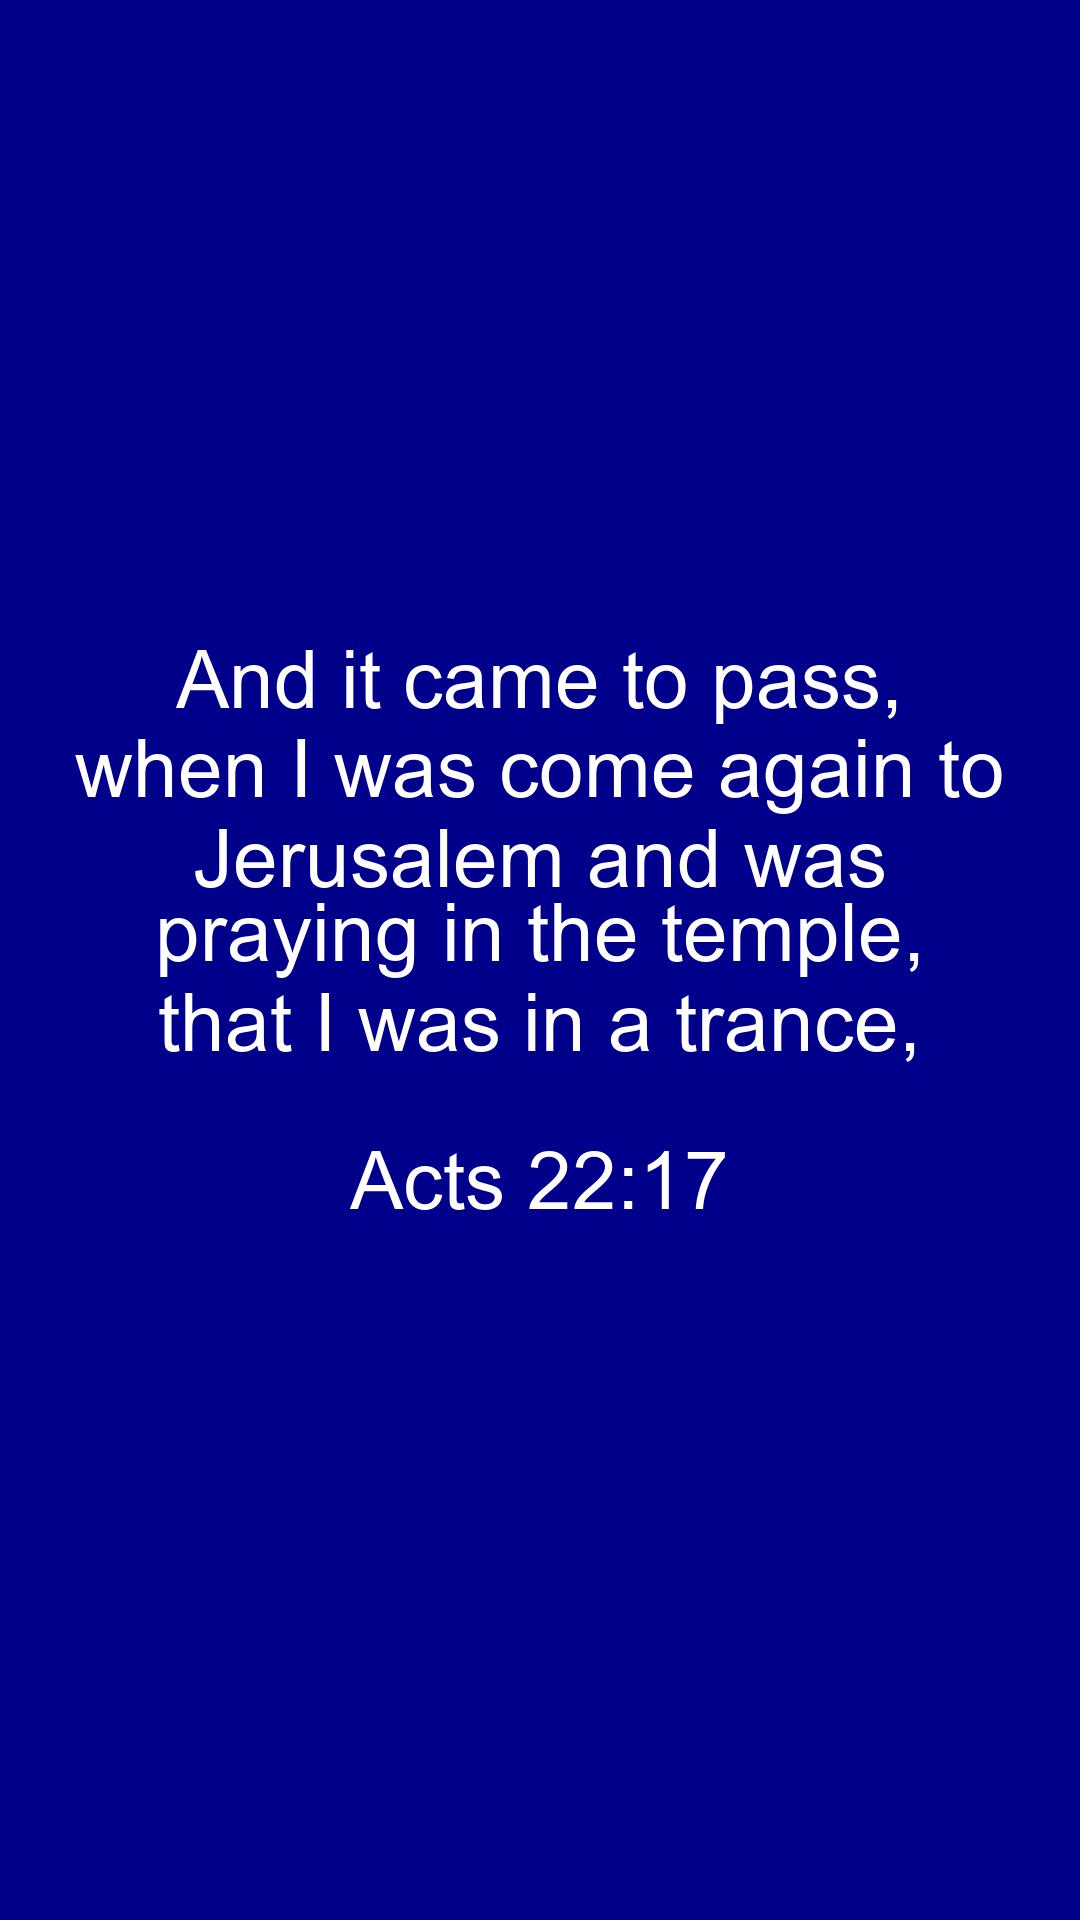 And it came to pass,
when I was come again to
Jerusalem and was
praying in the temple,
that I was in a trance,
Acts 22:17